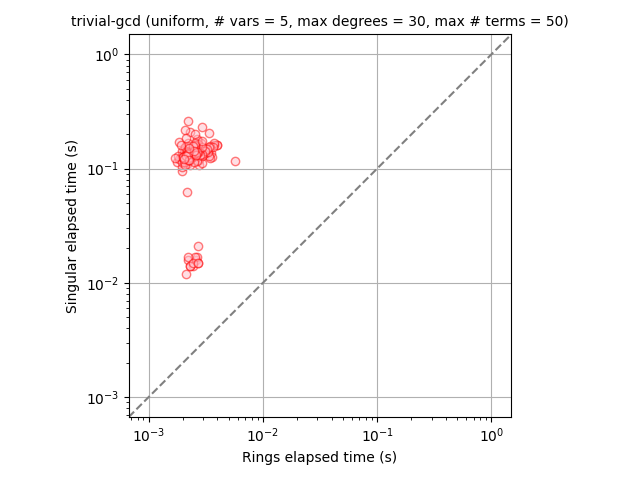 trivial-gcd (uniform, # vars = 5, max degrees = 30, max # terms = 50)
Singular elapsed time (s)
10⁰
10⁻¹
10⁻²
10⁻³
10⁻³ 10⁻² 10⁻¹ 10⁰
Rings elapsed time (s)